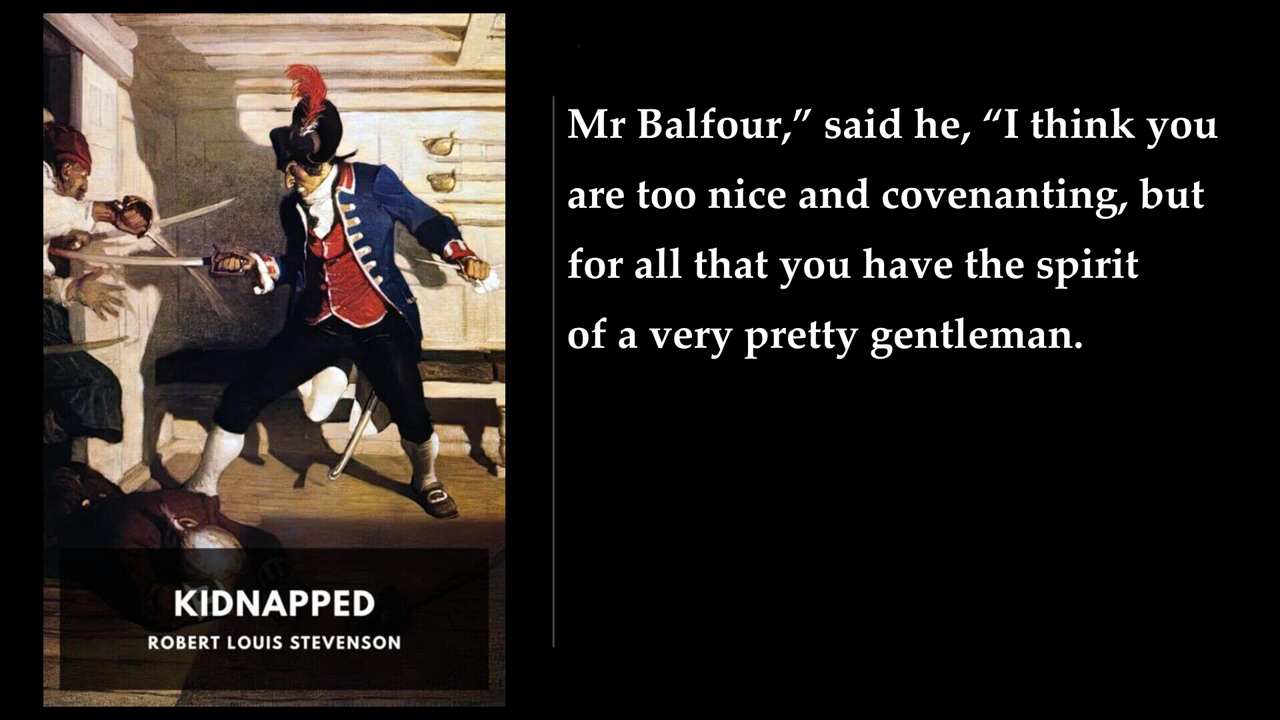 Mr Balfour,” said he, “I think you
are too nice and covenanting, but
for all that you have the spirit
of a very pretty gentleman.
KIDNAPPED
ROBERT LOUIS STEVENSON